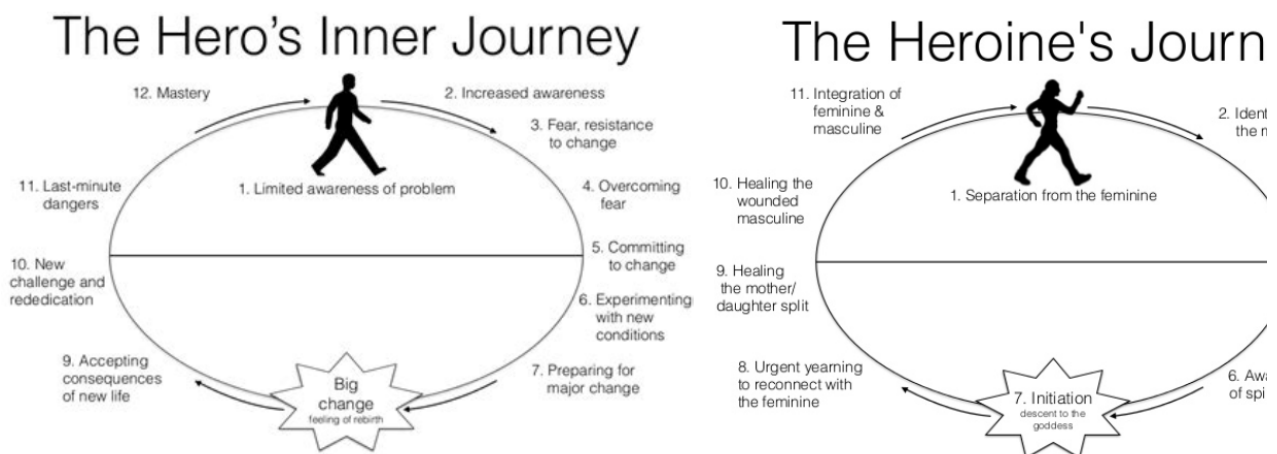 The Hero's Inner Journey
12. Mastery
2. Increased awareness
3. Fear, resistance
to change
11. Last-minute
dangers
1. Limited awareness of problem
4. Overcoming
fear
5. Committing
to change
10. New
challenge and
rededication
6. Experimenting
with new
conditions
9. Accepting
consequences
of new life
7. Preparing for
major change
Big
change
feeling of rebirth
The Heroine's Journ
11. Integration of
feminine &
masculine
2. Ident
the m
10. Healing the
wounded
masculine
1. Separation from the feminine
9. Healing
the mother/
daughter split
8. Urgent yearning
to reconnect with
the feminine
7. Initiation
descent to the
goddess
6. Awa
of spi